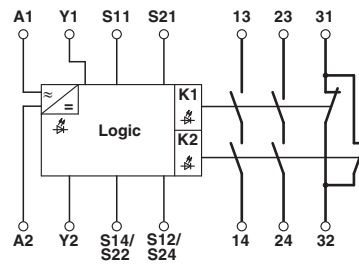 A1 Y1 S11 S21 13 23 31
≈
=
K1
Logic
K2
A2 Y2 S14/ S12/ 14 24 32
S22 S24